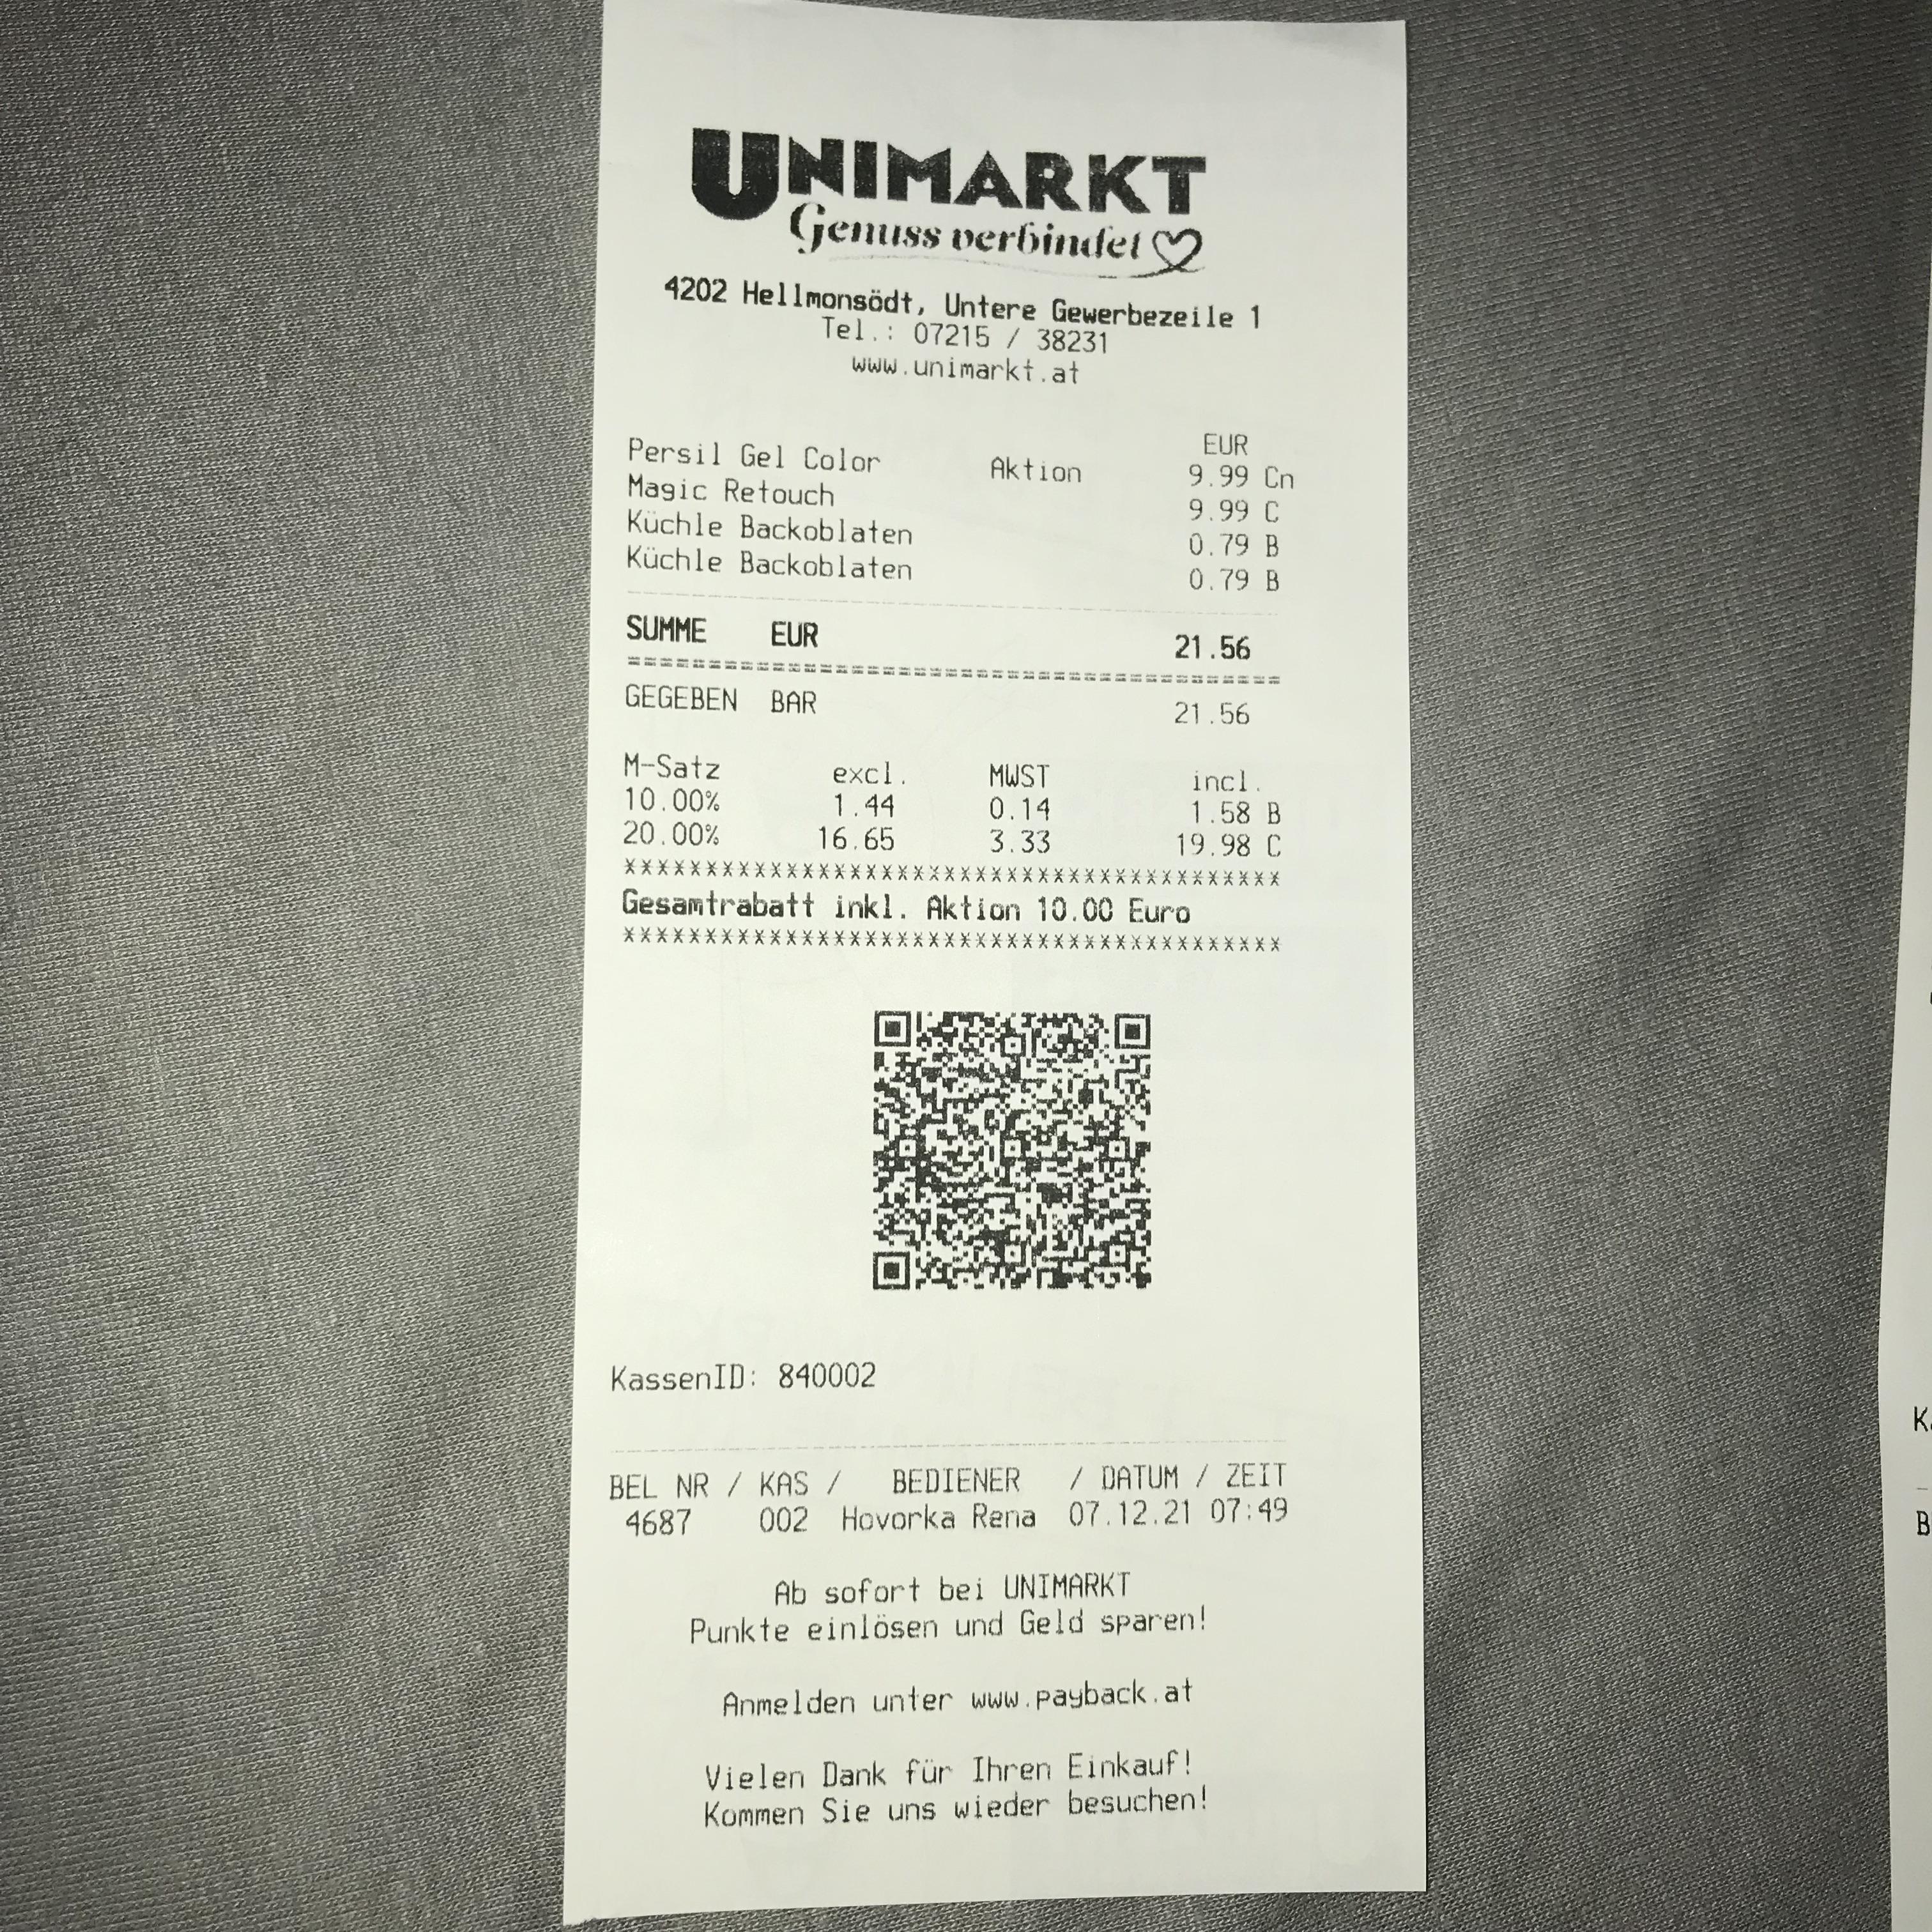 UNIMARKT
Genuss verbindet
4202 Hellmonsödt, Untere Gewerbezeile 1
Tel.: 07215 / 38231
www.unimarkt.at
EUR
Persil Gel Color Aktion 9.99 Cn
Magic Retouch 9.99 C
Küchle Backoblaten 0.79 B
Küchle Backoblaten 0.79 B
SUMME EUR 21.56
GEGEBEN BAR 21.56
M-Satz excl. MWST incl.
10.00% 1.44 0.14 1.58 B
20.00% 16.65 3.33 19.98 C
*****************************************
Gesamtrabatt inkl. Aktion 10.00 Euro
*****************************************
KassenID: 840002
BEL NR / KAS / BEDIENER / DATUM / ZEIT
4687 002 Hovorka Rena 07.12.21 07:49
Ab sofort bei UNIMARKT
Punkte einlösen und Geld sparen!
Anmelden unter www.payback.at
Vielen Dank für Ihren Einkauf!
Kommen Sie uns wieder besuchen!